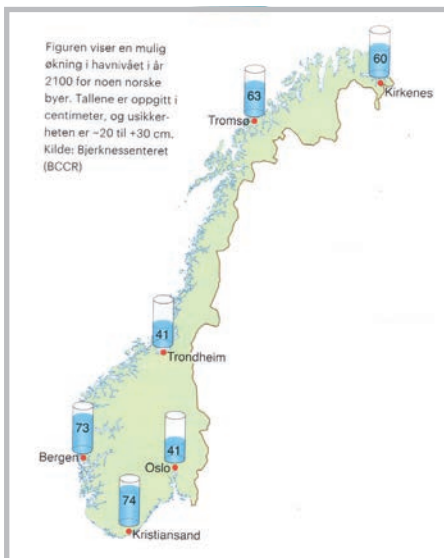 Figuren viser en mulig
økning i havnivået i år
2100 for noen norske
byer. Tallene er oppgitt i
centimeter, og usikker-
heten er –20 til +30 cm.
Kilde: Bjerknessenteret
(BCCR)
60
Kirkenes
63
Tromsø
41
Trondheim
73
Bergen
41
Oslo
74
Kristiansand